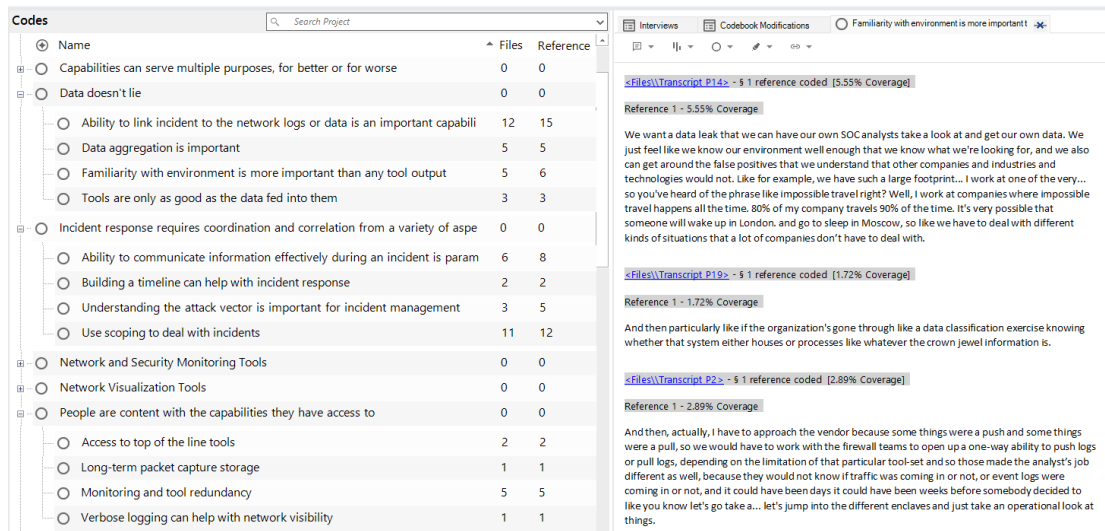 Codes
Search Project
Name Files Reference
Capabilities can serve multiple purposes, for better or for worse 0 0
Data doesn't lie 0 0
Ability to link incident to the network logs or data is an important capabili 12 15
Data aggregation is important 5 5
Familiarity with environment is more important than any tool output 5 6
Tools are only as good as the data fed into them 3 3
Incident response requires coordination and correlation from a variety of aspe 0 0
Ability to communicate information effectively during an incident is param 6 8
Building a timeline can help with incident response 2 2
Understanding the attack vector is important for incident management 3 5
Use scoping to deal with incidents 11 12
Network and Security Monitoring Tools 0 0
Network Visualization Tools 0 0
People are content with the capabilities they have access to 0 0
Access to top of the line tools 2 2
Long-term packet capture storage 1 1
Monitoring and tool redundancy 5 5
Verbose logging can help with network visibility 1 1
Interviews
Codebook Modifications
Familiarity with environment is more important t
<Files\\Transcript P14> - § 1 reference coded [5.55% Coverage]
Reference 1 - 5.55% Coverage
We want a data leak that we can have our own SOC analysts take a look at and get our own data. We
just feel like we know our environment well enough that we know what we're looking for, and we also
can get around the false positives that we understand that other companies and industries and
technologies would not. Like for example, we have such a large footprint... I work at one of the very...
so you've heard of the phrase like impossible travel right? Well, I work at companies where impossible
travel happens all the time. 80% of my company travels 90% of the time. It's very possible that
someone will wake up in London. and go to sleep in Moscow, so like we have to deal with different
kinds of situations that a lot of companies don't have to deal with.
<Files\\Transcript P19> - § 1 reference coded [1.72% Coverage]
Reference 1 - 1.72% Coverage
And then particularly like if the organization's gone through like a data classification exercise knowing
whether that system either houses or processes like whatever the crown jewel information is.
<Files\\Transcript P2> - § 1 reference coded [2.89% Coverage]
Reference 1 - 2.89% Coverage
And then, actually, I have to approach the vendor because some things were a push and some things
were a pull, so we would have to work with the firewall teams to open up a one-way ability to push logs
or pull logs, depending on the limitation of that particular tool-set and so those made the analyst's job
different as well, because they would not know if traffic was coming in or not, or event logs were
coming in or not, and it could have been days it could have been weeks before somebody decided to
like you know let's go take a... let's jump into the different enclaves and just take an operational look at
things.